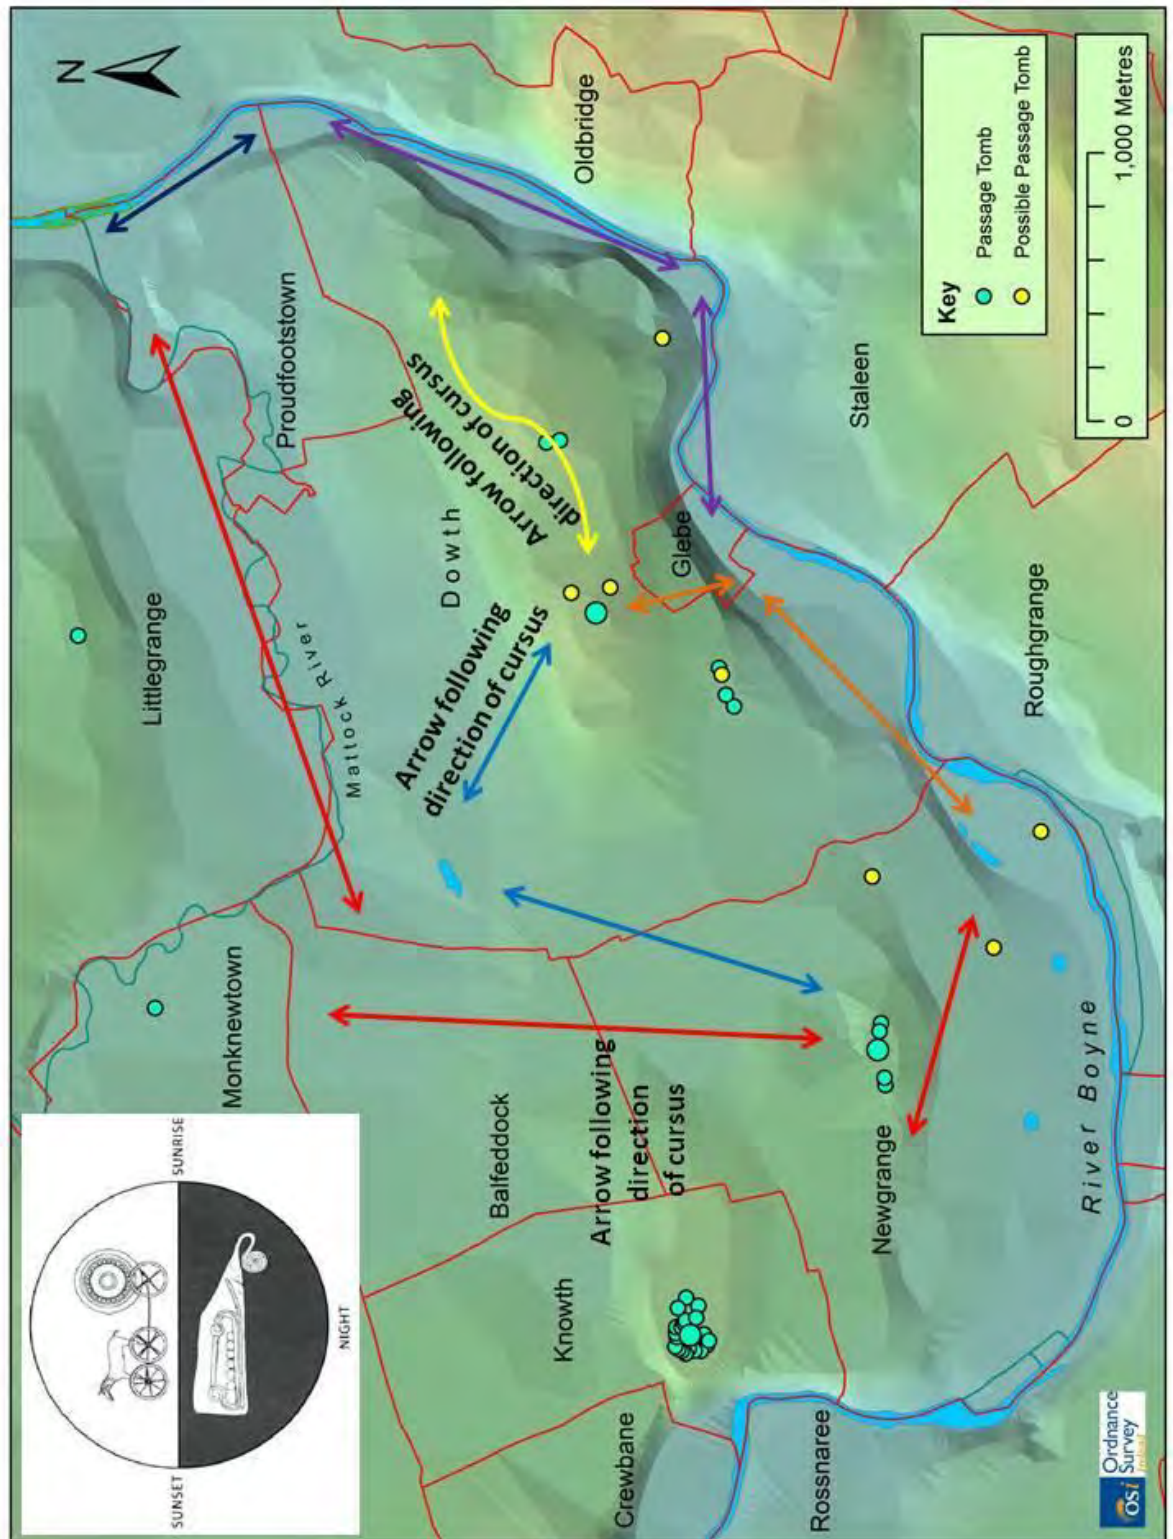 SUNSET
SUNRISE
NIGHT
N
Monknewtown
Littlegrange
Mattock River
Proudfootstown
Dowth
Balfeddock
Knowth
Crewbane
Rossnaree
Newgrange
Glebe
Oldbridge
Staleen
Roughgrange
River Boyne
Arrow following
direction of cursus
Arrow following
direction of cursus
Arrow following
direction
of cursus
Key
Passage Tomb
Possible Passage Tomb
0
1,000 Metres
OSi
Ordnance
Survey
Ireland